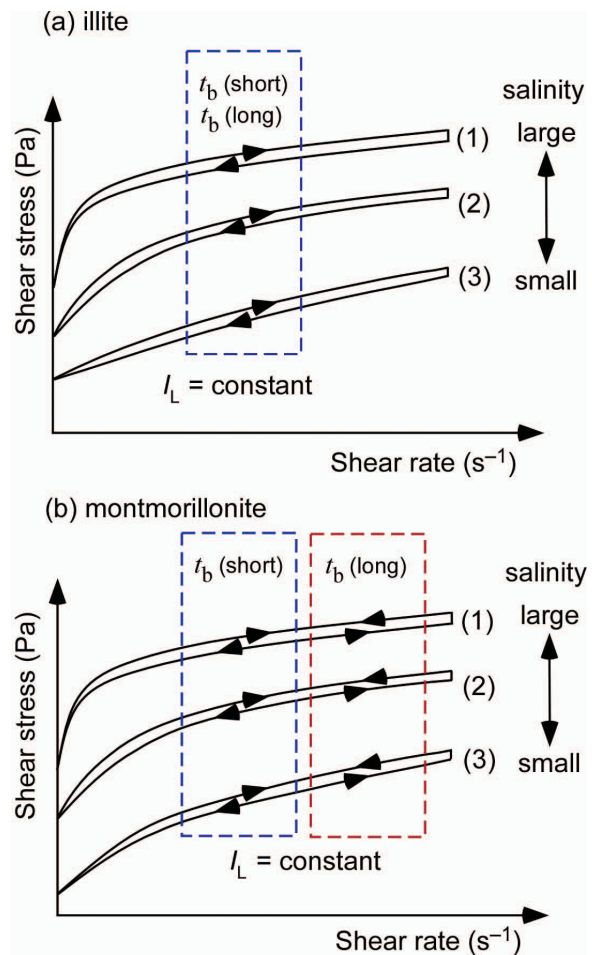 (a) illite
t_b (short)
t_b (long)
salinity
large
small
(1)
(2)
(3)
I_L = constant
Shear stress (Pa)
Shear rate (s⁻¹)
(b) montmorillonite
t_b (short)
t_b (long)
salinity
large
small
(1)
(2)
(3)
I_L = constant
Shear stress (Pa)
Shear rate (s⁻¹)